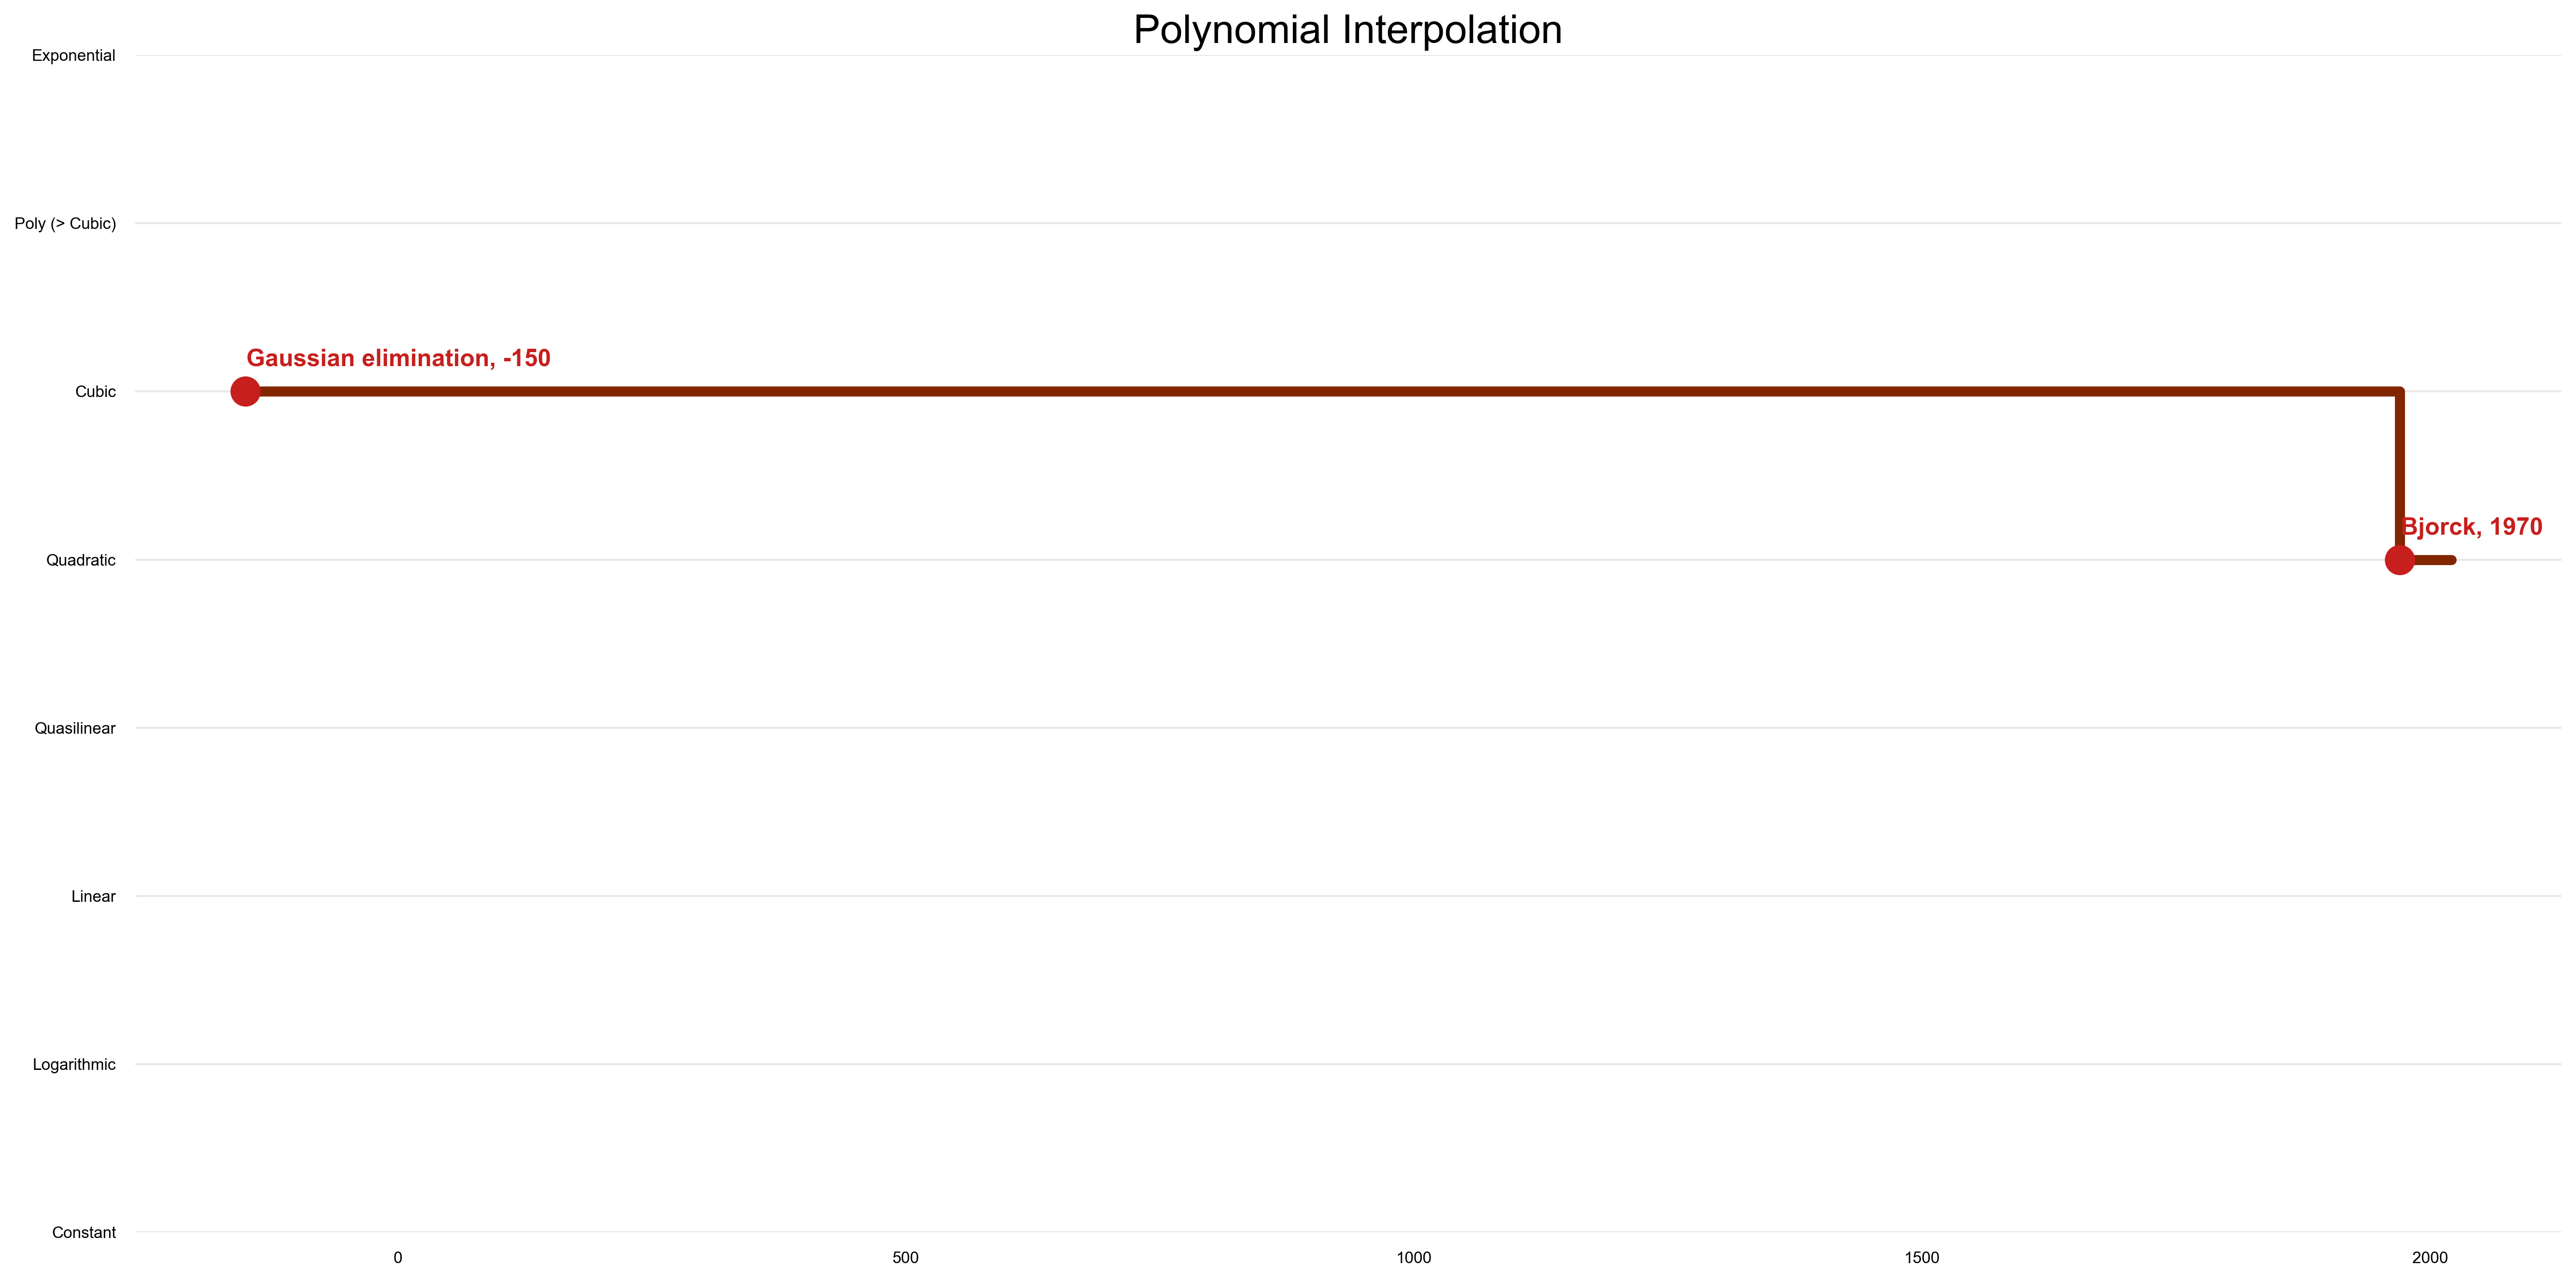 Polynomial Interpolation
Exponential
Poly (> Cubic)
Gaussian elimination, -150
Cubic
Bjorck, 1970
Quadratic
Quasilinear
Linear
Logarithmic
Constant
0 500 1000 1500 2000